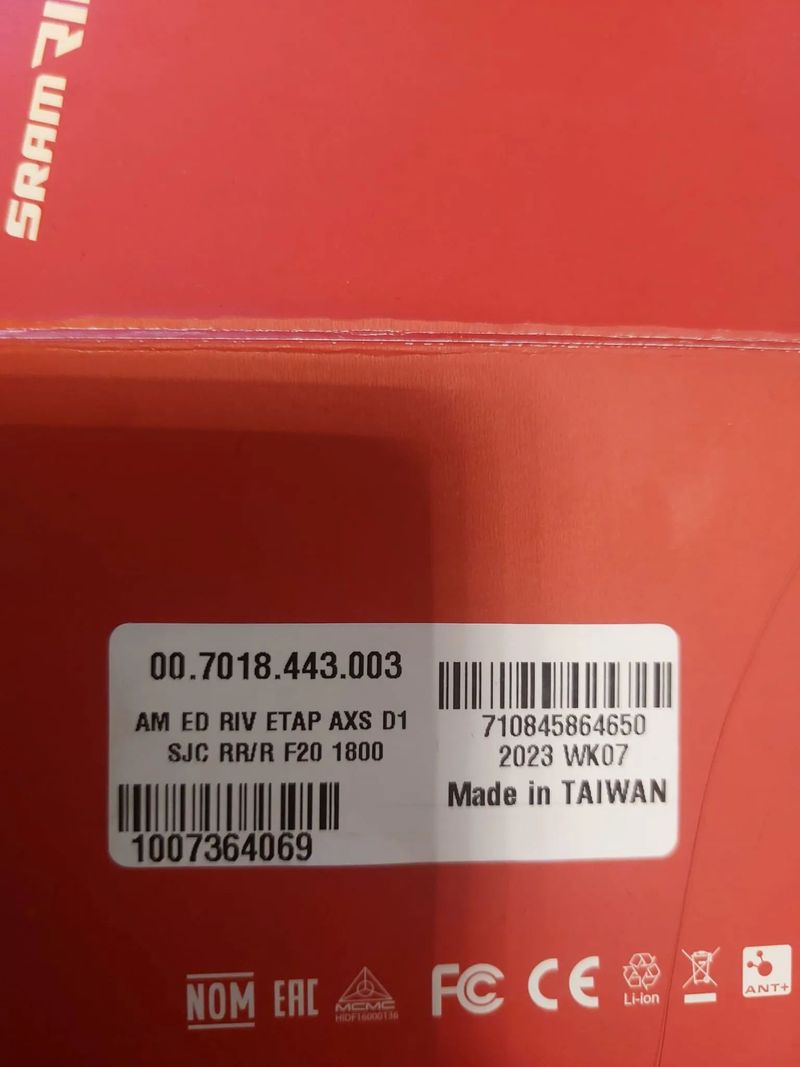 SRAM
00.7018.443.003
AM ED RIV ETAP AXS D1
SJC RR/R F20 1800
1007364069
710845864650
2023 WK07
Made in TAIWAN
NOM
EAC
MCMC
HIDF16000136
FC
CE
Li-ion
ANT+